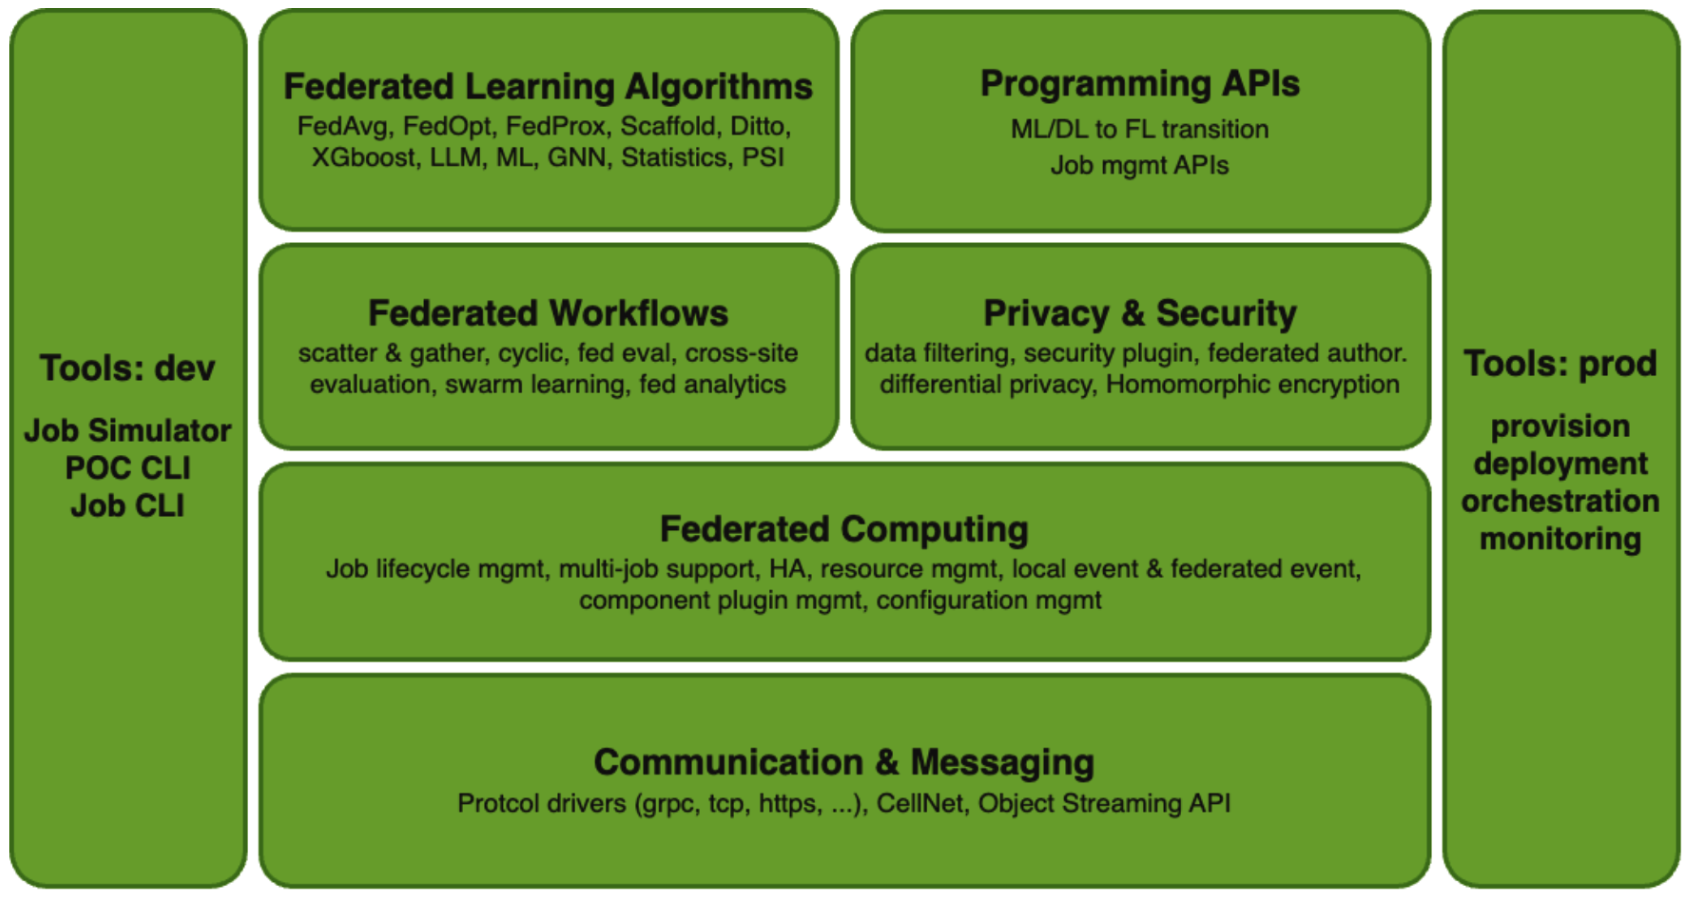 Tools: dev
Job Simulator
POC CLI
Job CLI
Federated Learning Algorithms
FedAvg, FedOpt, FedProx, Scaffold, Ditto,
XGboost, LLM, ML, GNN, Statistics, PSI
Programming APIs
ML/DL to FL transition
Job mgmt APIs
Federated Workflows
scatter & gather, cyclic, fed eval, cross-site
evaluation, swarm learning, fed analytics
Privacy & Security
data filtering, security plugin, federated author.
differential privacy, Homomorphic encryption
Federated Computing
Job lifecycle mgmt, multi-job support, HA, resource mgmt, local event & federated event,
component plugin mgmt, configuration mgmt
Communication & Messaging
Protcol drivers (grpc, tcp, https, ...), CellNet, Object Streaming API
Tools: prod
provision
deployment
orchestration
monitoring